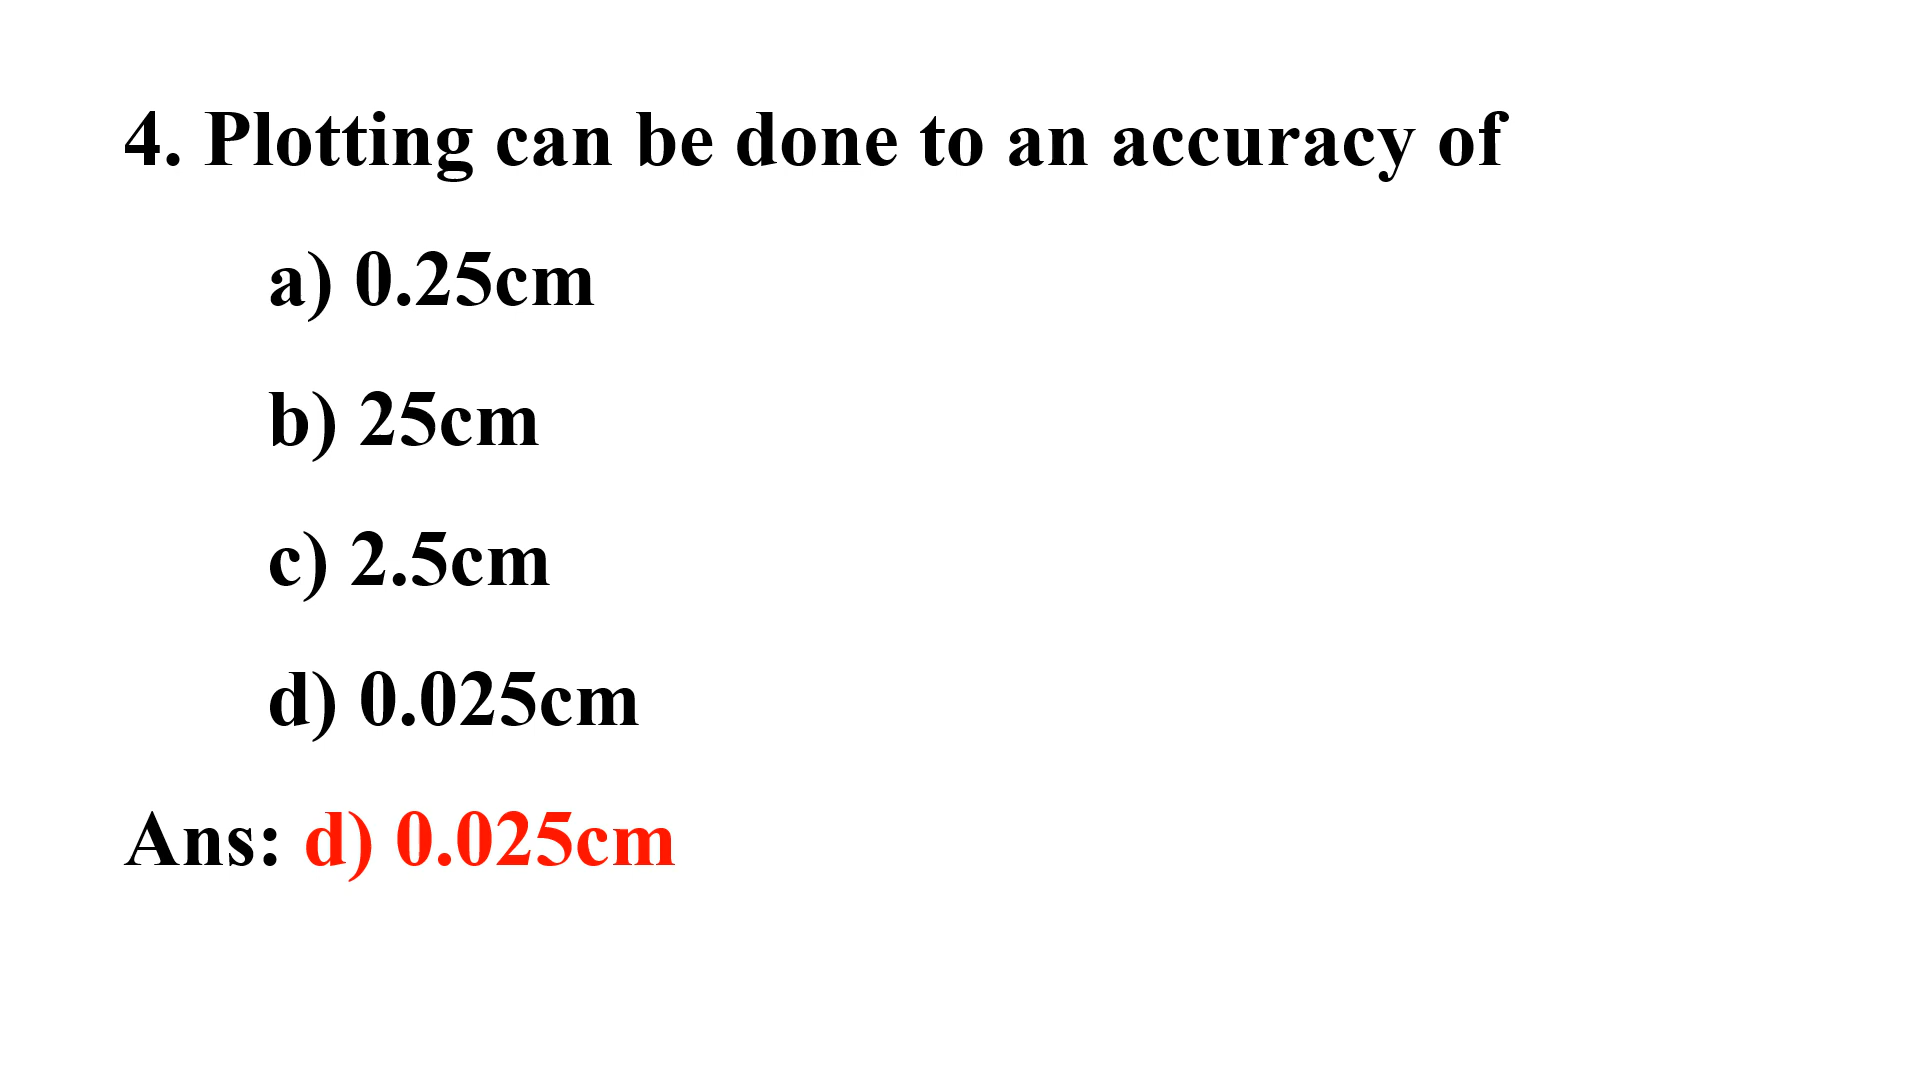 4. Plotting can be done to an accuracy of
a) 0.25cm
b) 25cm
c) 2.5cm
d) 0.025cm
Ans: d) 0.025cm